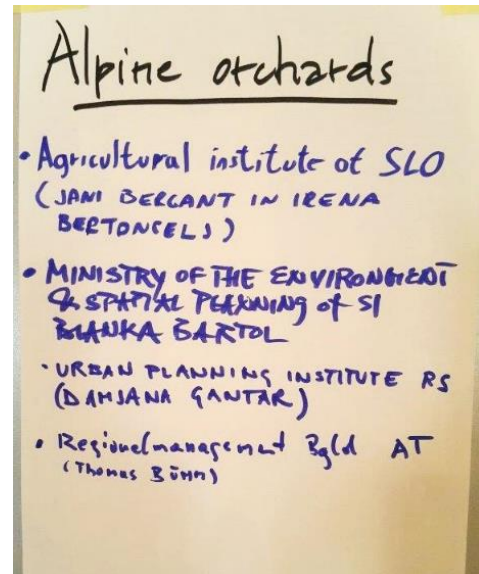 Alpine orchards
• Agricultural institute of SLO
(JANI BERGANT IN IRENA
BERTONCELJ)
• MINISTRY OF THE ENVIRONMENT
& SPATIAL PLANNING of SI
BLANKA BARTOL
• URBAN PLANNING INSTITUTE RS
(DAMJANA GANTAR)
• Regionalmanagement Bgld AT
(Thomas Böhm)